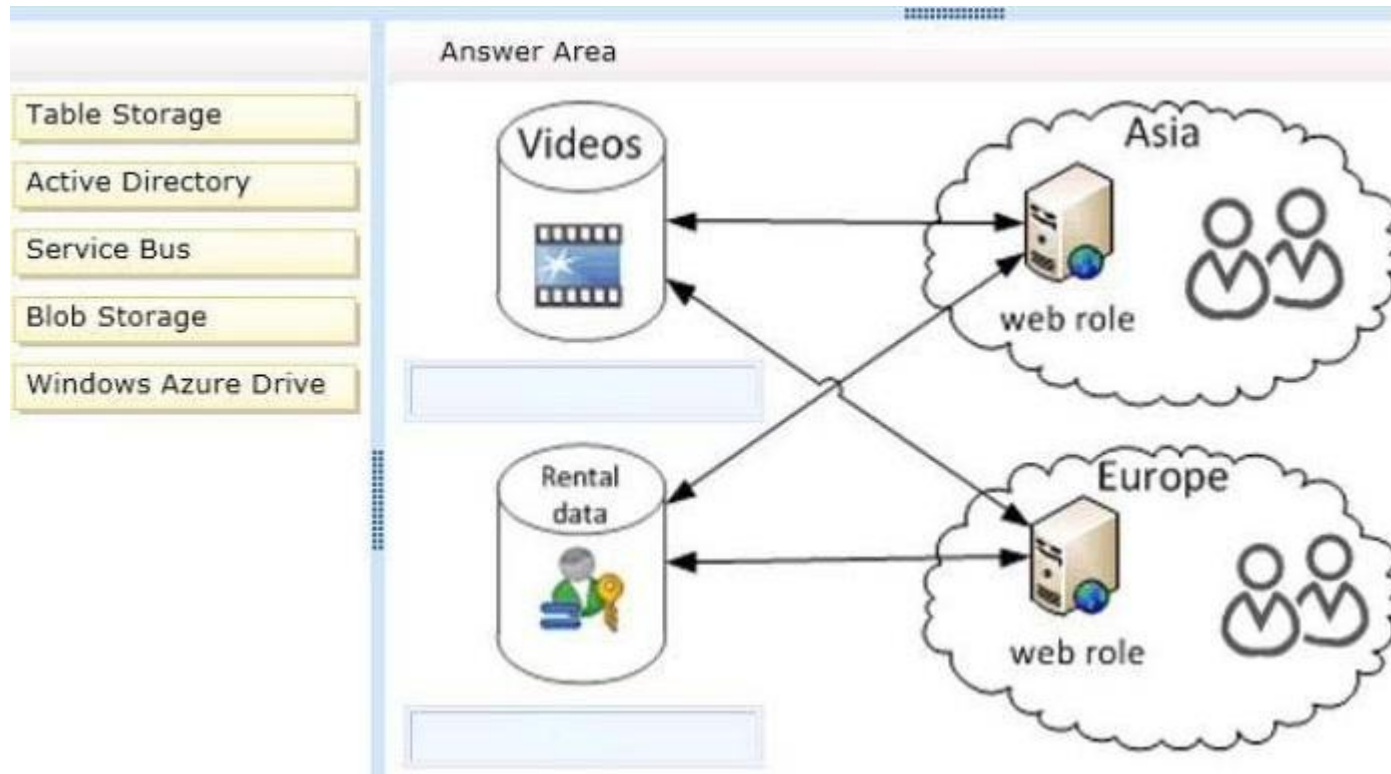 Answer Area
Table Storage
Active Directory
Service Bus
Blob Storage
Windows Azure Drive
Videos
Asia
web role
Rental
data
Europe
web role